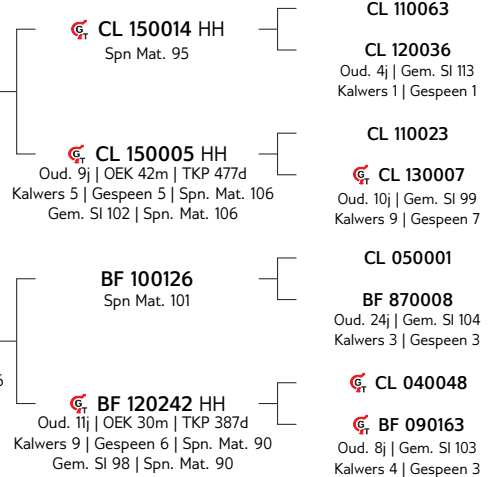 CL 150014 HH
Spn Mat. 95
CL 150005 HH
Oud. 9j | OEK 42m | TKP 477d
Kalwers 5 | Gespeen 5 | Spn. Mat. 106
Gem. SI 102 | Spn. Mat. 106
BF 100126
Spn Mat. 101
BF 120242 HH
Oud. 11j | OEK 30m | TKP 387d
Kalwers 9 | Gespeen 6 | Spn. Mat. 90
Gem. SI 98 | Spn. Mat. 90
CL 110063
CL 120036
Oud. 4j | Gem. SI 113
Kalwers 1 | Gespeen 1
CL 110023
CL 130007
Oud. 10j | Gem. SI 99
Kalwers 9 | Gespeen 7
CL 050001
BF 870008
Oud. 24j | Gem. SI 104
Kalwers 3 | Gespeen 3
CL 040048
BF 090163
Oud. 8j | Gem. SI 103
Kalwers 4 | Gespeen 3